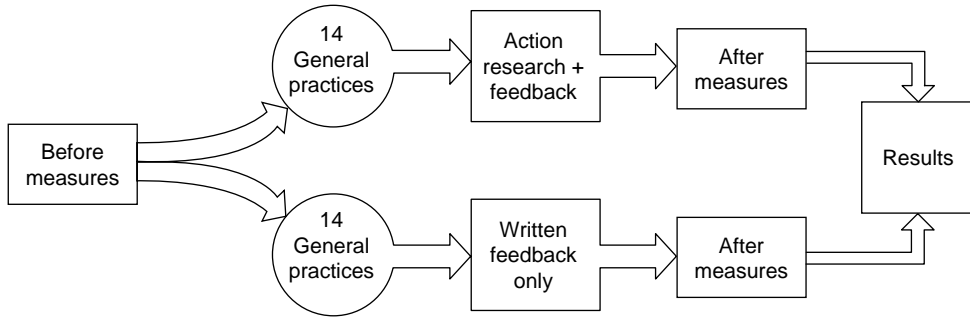 Before
measures
14
General
practices
Action
research +
feedback
After
measures
14
General
practices
Written
feedback
only
After
measures
Results